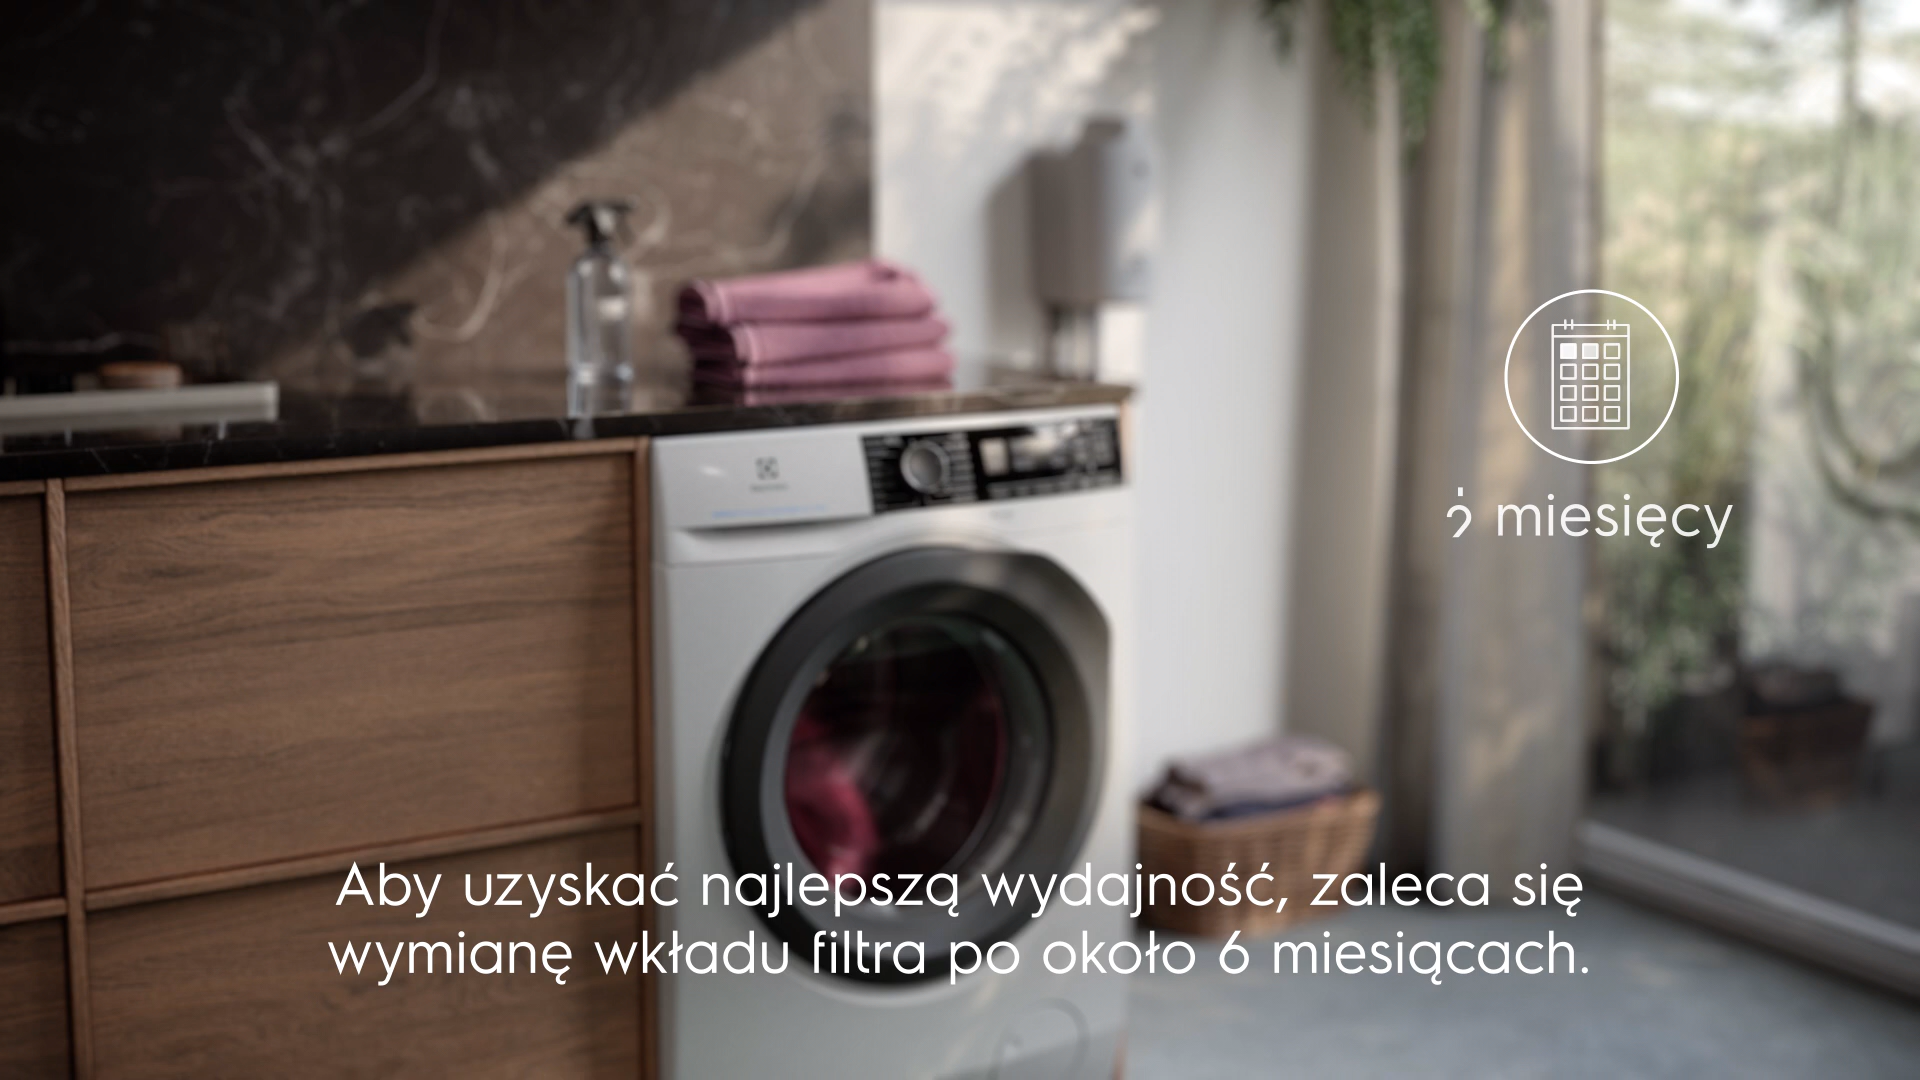 miesięcy
Aby uzyskać najlepszą wydajność, zaleca się
wymianę wkładu filtra po około 6 miesiącach.